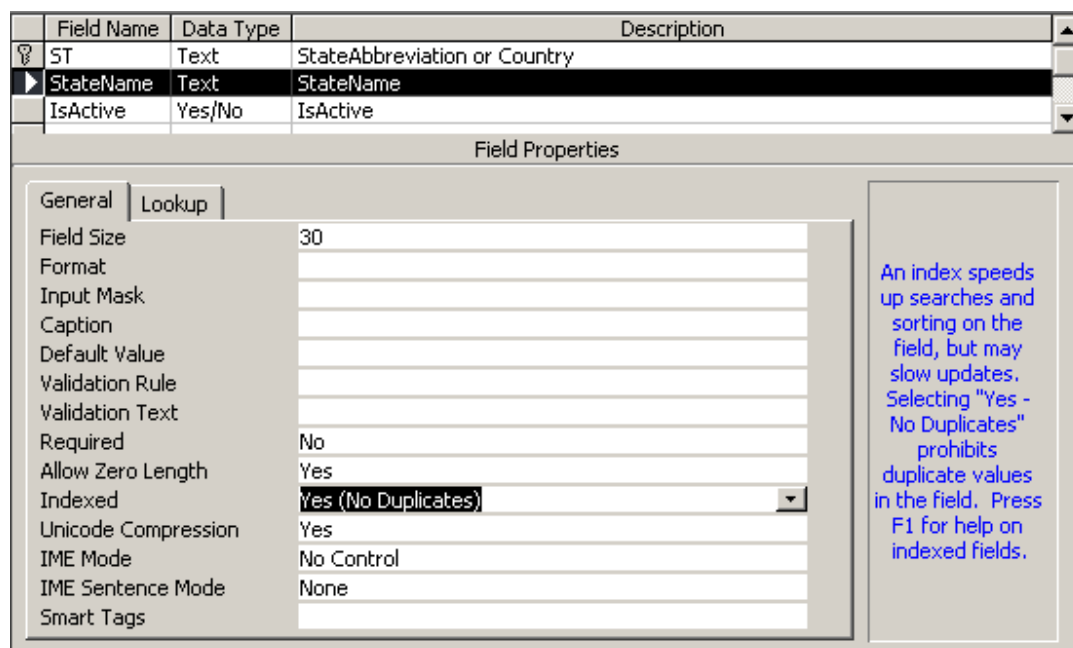 Field Name Data Type Description
ST Text StateAbbreviation or Country
StateName Text StateName
IsActive Yes/No IsActive
Field Properties
General Lookup
Field Size 30
Format
Input Mask
Caption
Default Value
Validation Rule
Validation Text
Required No
Allow Zero Length Yes
Indexed Yes (No Duplicates)
Unicode Compression Yes
IME Mode No Control
IME Sentence Mode None
Smart Tags
An index speeds
up searches and
sorting on the
field, but may
slow updates.
Selecting "Yes -
No Duplicates"
prohibits
duplicate values
in the field. Press
F1 for help on
indexed fields.